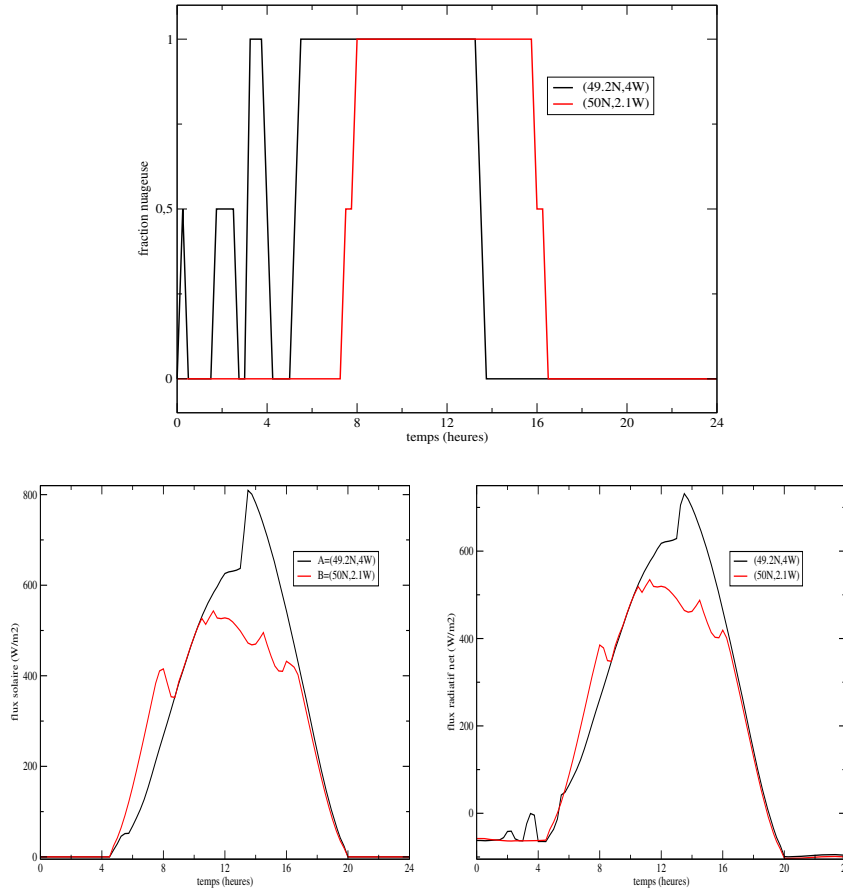 1
0,5
0
fraction nuageuse
(49.2N,4W)
(50N,2.1W)
0 4 8 12 16 20 24
temps (heures)
800
600
400
200
0
flux solaire (W/m2)
A=(49.2N,4W)
B=(50N,2.1W)
0 4 8 12 16 20 24
temps (heures)
600
400
200
0
flux radiatif net (W/m2)
(49.2N,4W)
(50N,2.1W)
0 4 8 12 16 20 24
temps (heures)